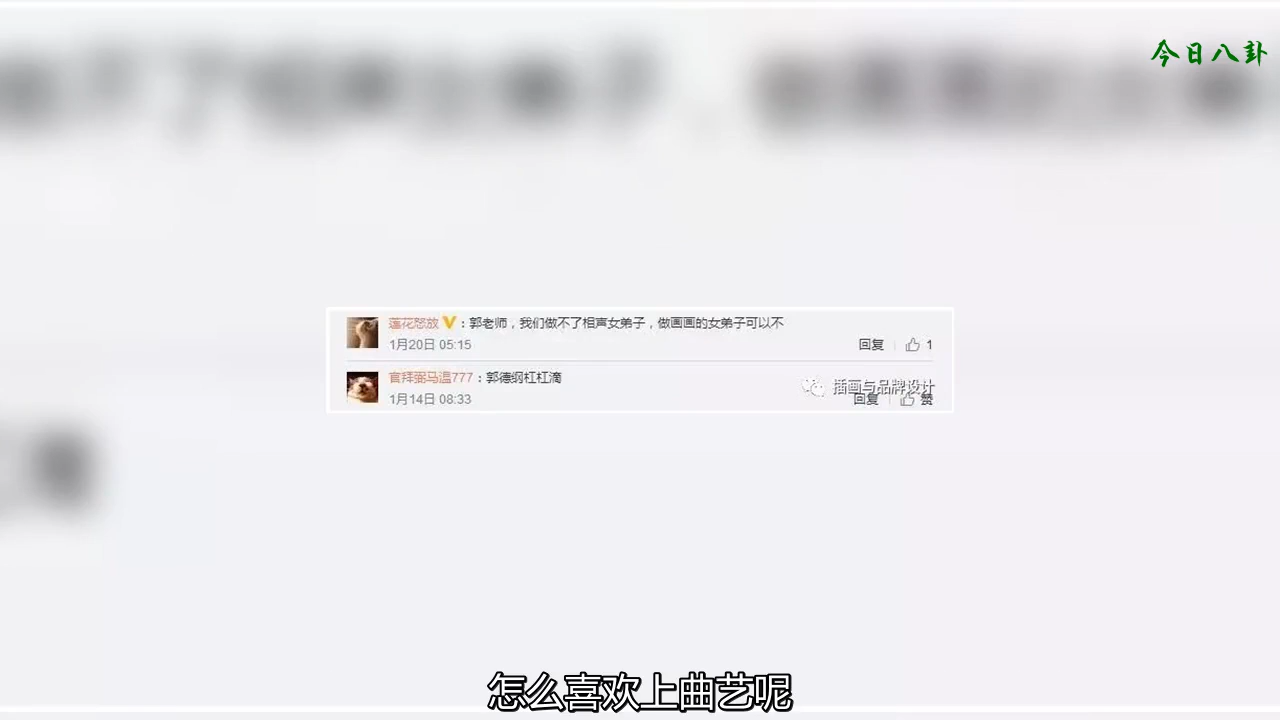 今日八卦
莲花怒放：郭老师，我们做不了相声女弟子，做画画的女弟子可以不
1月20日 05:15
回复 1
官拜弼马温777：郭德纲杠杠滴
插画与品牌设计
1月14日 08:33
回复 赞
怎么喜欢上曲艺呢